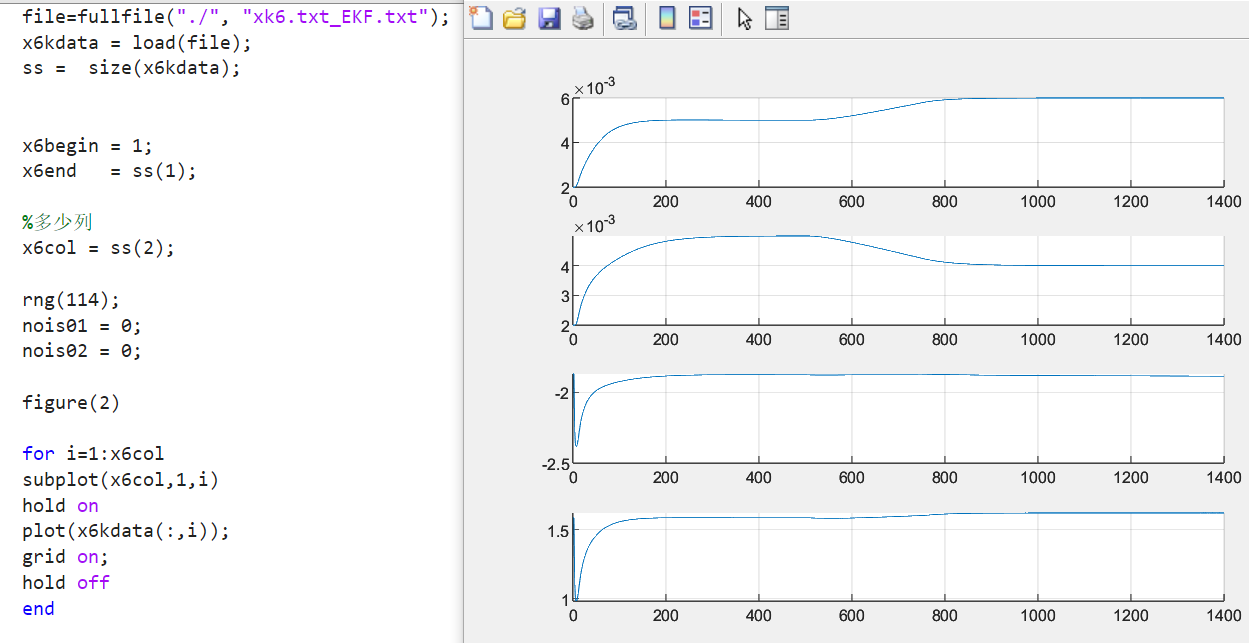 file=fullfile("./", "xk6.txt_EKF.txt");
x6kdata = load(file);
ss =  size(x6kdata);
x6begin = 1;
x6end   = ss(1);
%多少列
x6col = ss(2);
rng(114);
nois01 = 0;
nois02 = 0;
figure(2)
for i=1:x6col
subplot(x6col,1,i)
hold on
plot(x6kdata(:,i));
grid on;
hold off
end
×10-3
6
4
2
0 200 400 600 800 1000 1200 1400
×10-3
4
3
2
0 200 400 600 800 1000 1200 1400
-2
-2.5
0 200 400 600 800 1000 1200 1400
1.5
1
0 200 400 600 800 1000 1200 1400